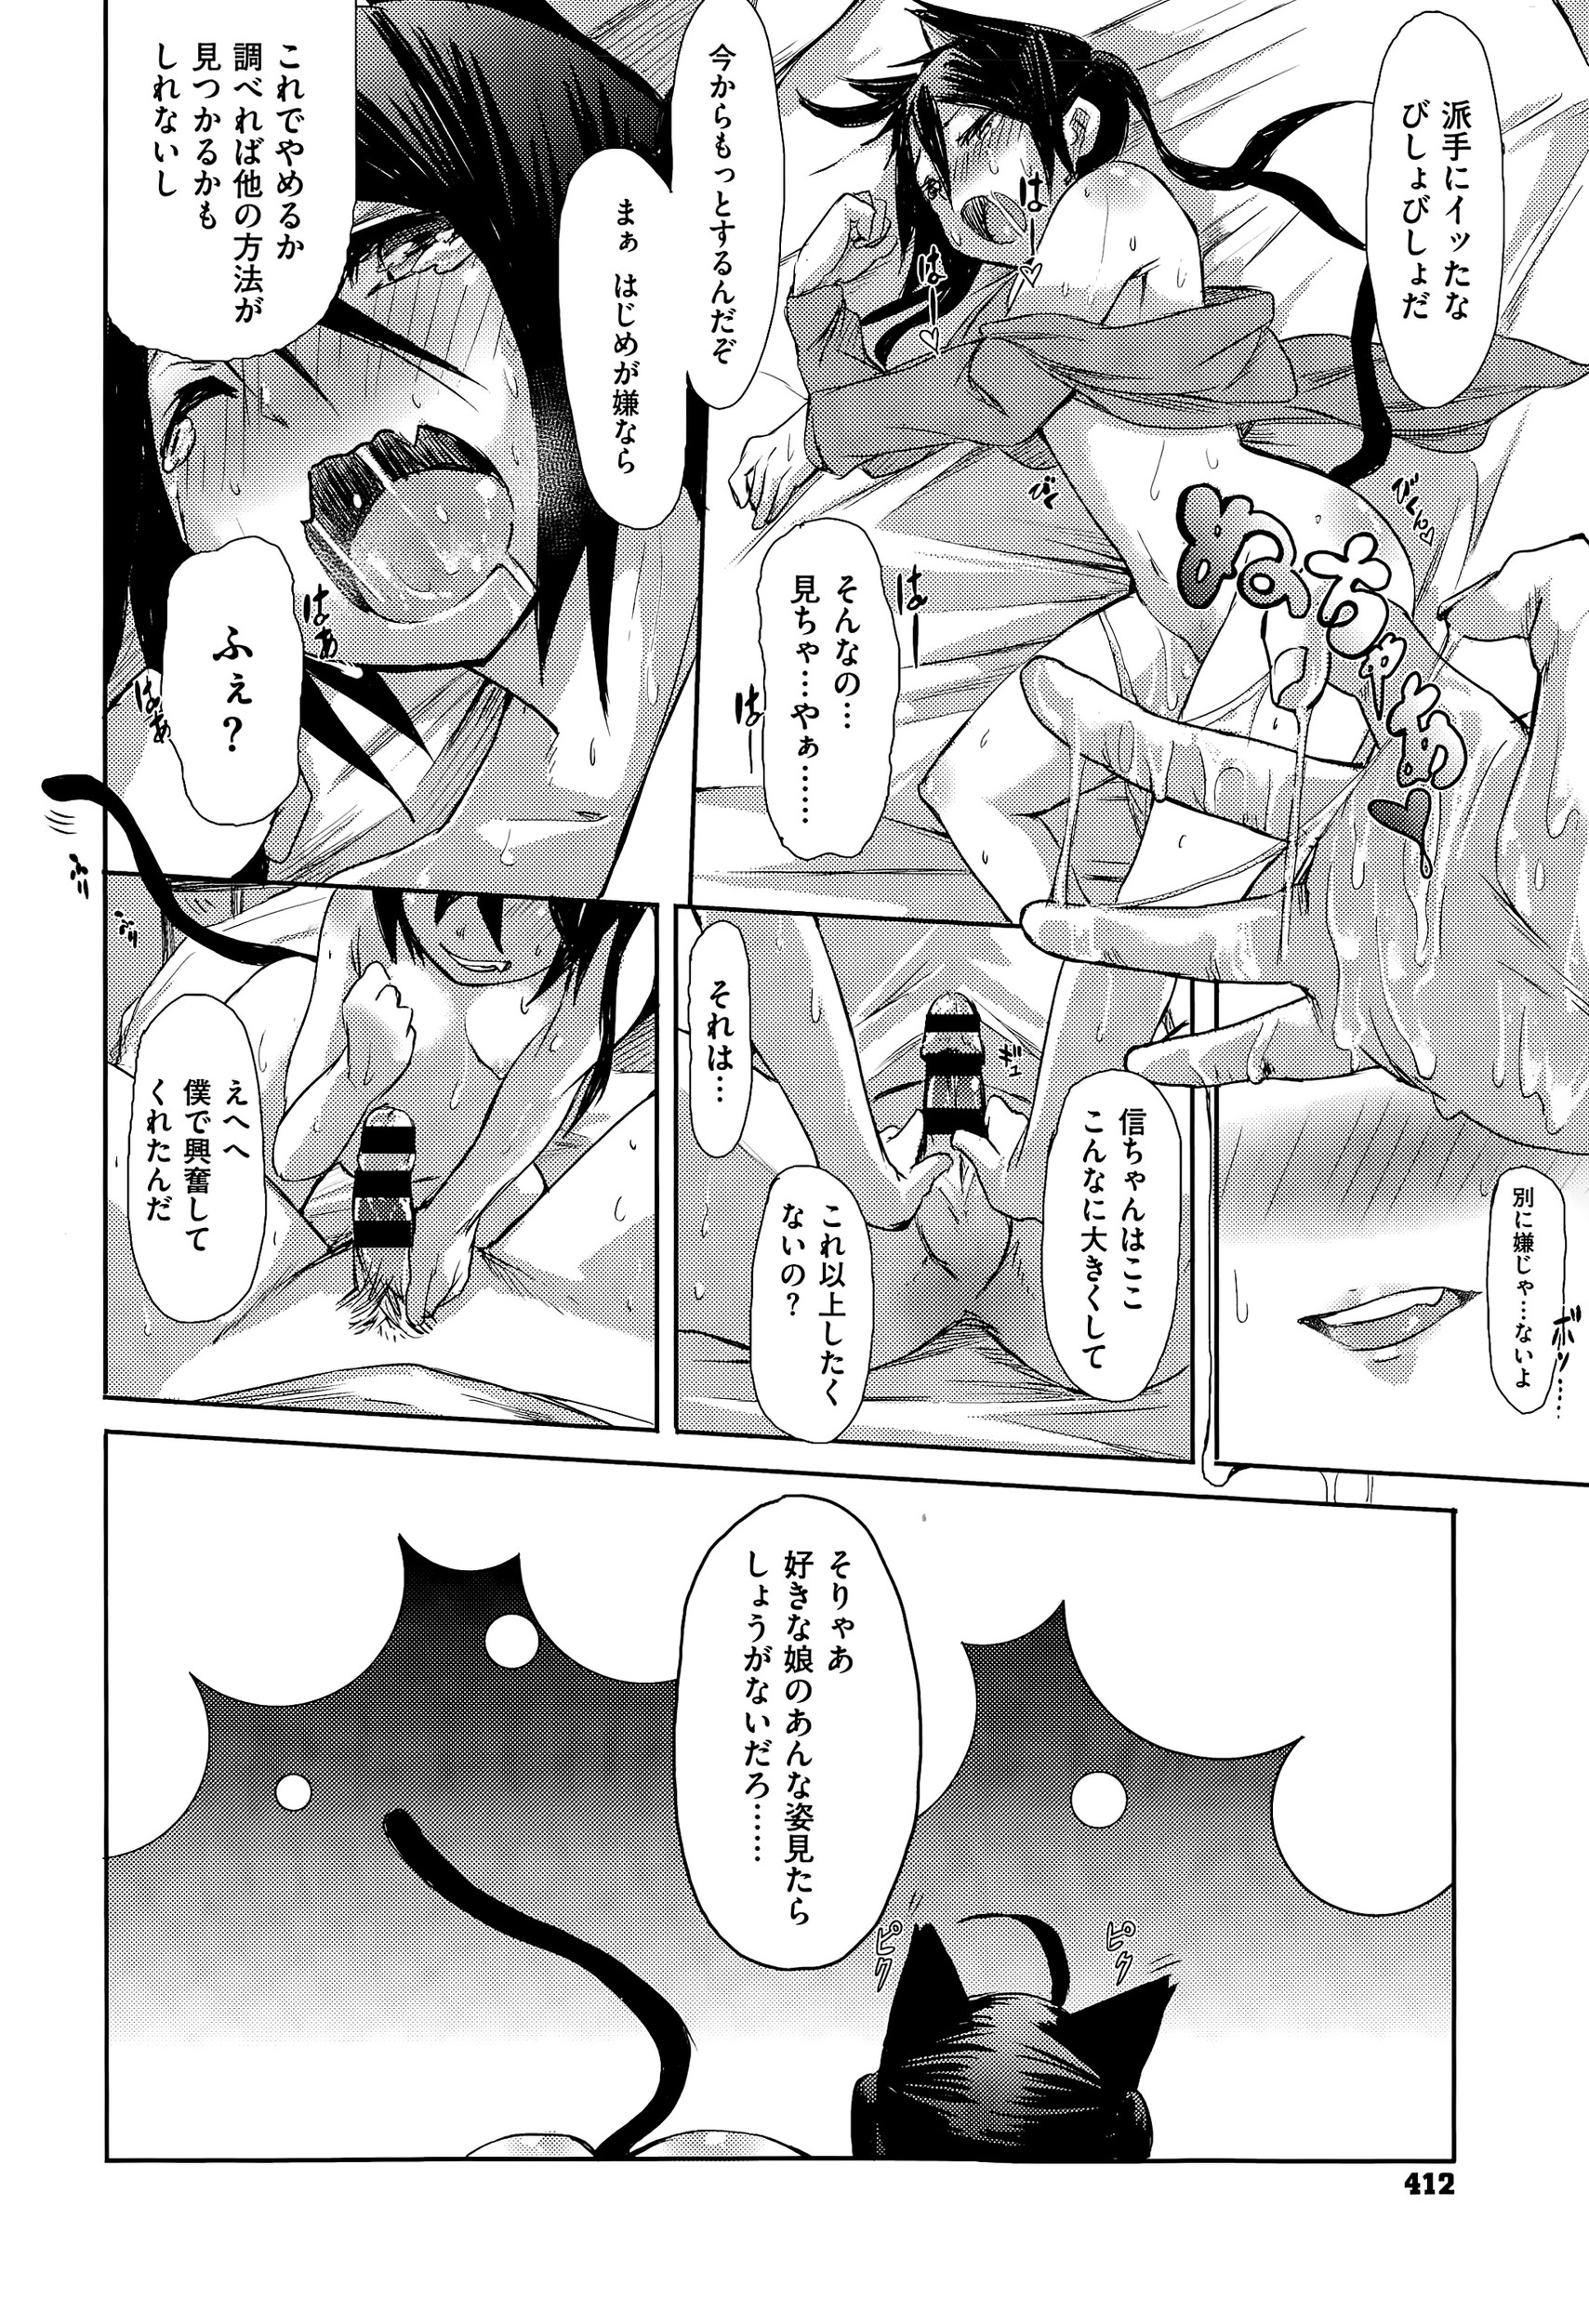 派手にイッたな
びしょびしょだ
はー
はー
びく
びくん
ぬちゃぁ
そんなの…
見ちゃ…やぁ……
はー
はー
今からもっとするんだぞ
まぁ はじめが嫌なら
これでやめるか
調べれば他の方法が
見つかるかも
しれないし
はぁ
はぁ
ふぇ？
別に嫌じゃ…ないよ
ボソ……
信ちゃんはここ
こんなに大きくして
ギュ
それは…
これ以上したく
ないの？
ふり
ふり
えへへ
僕で興奮して
くれたんだ
そりゃあ
好きな娘のあんな姿見たら
しょうがないだろ……
ピク
ピク
412